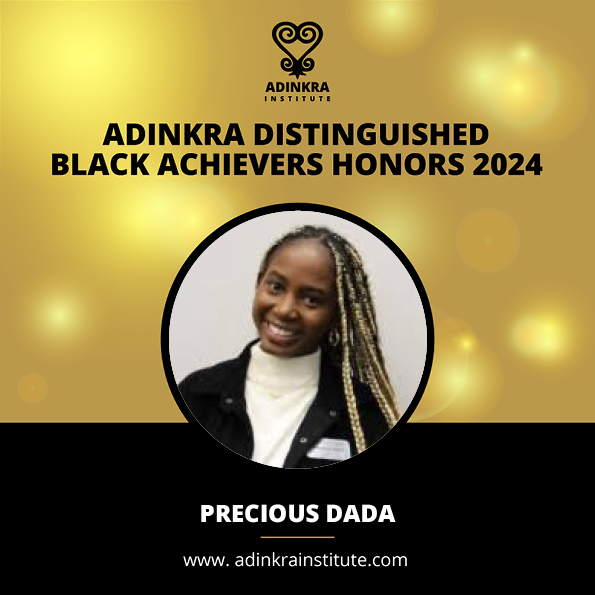 ADINKRA
INSTITUTE
ADINKRA DISTINGUISHED
BLACK ACHIEVERS HONORS 2024
PRECIOUS DADA
www. adinkrainstitute.com